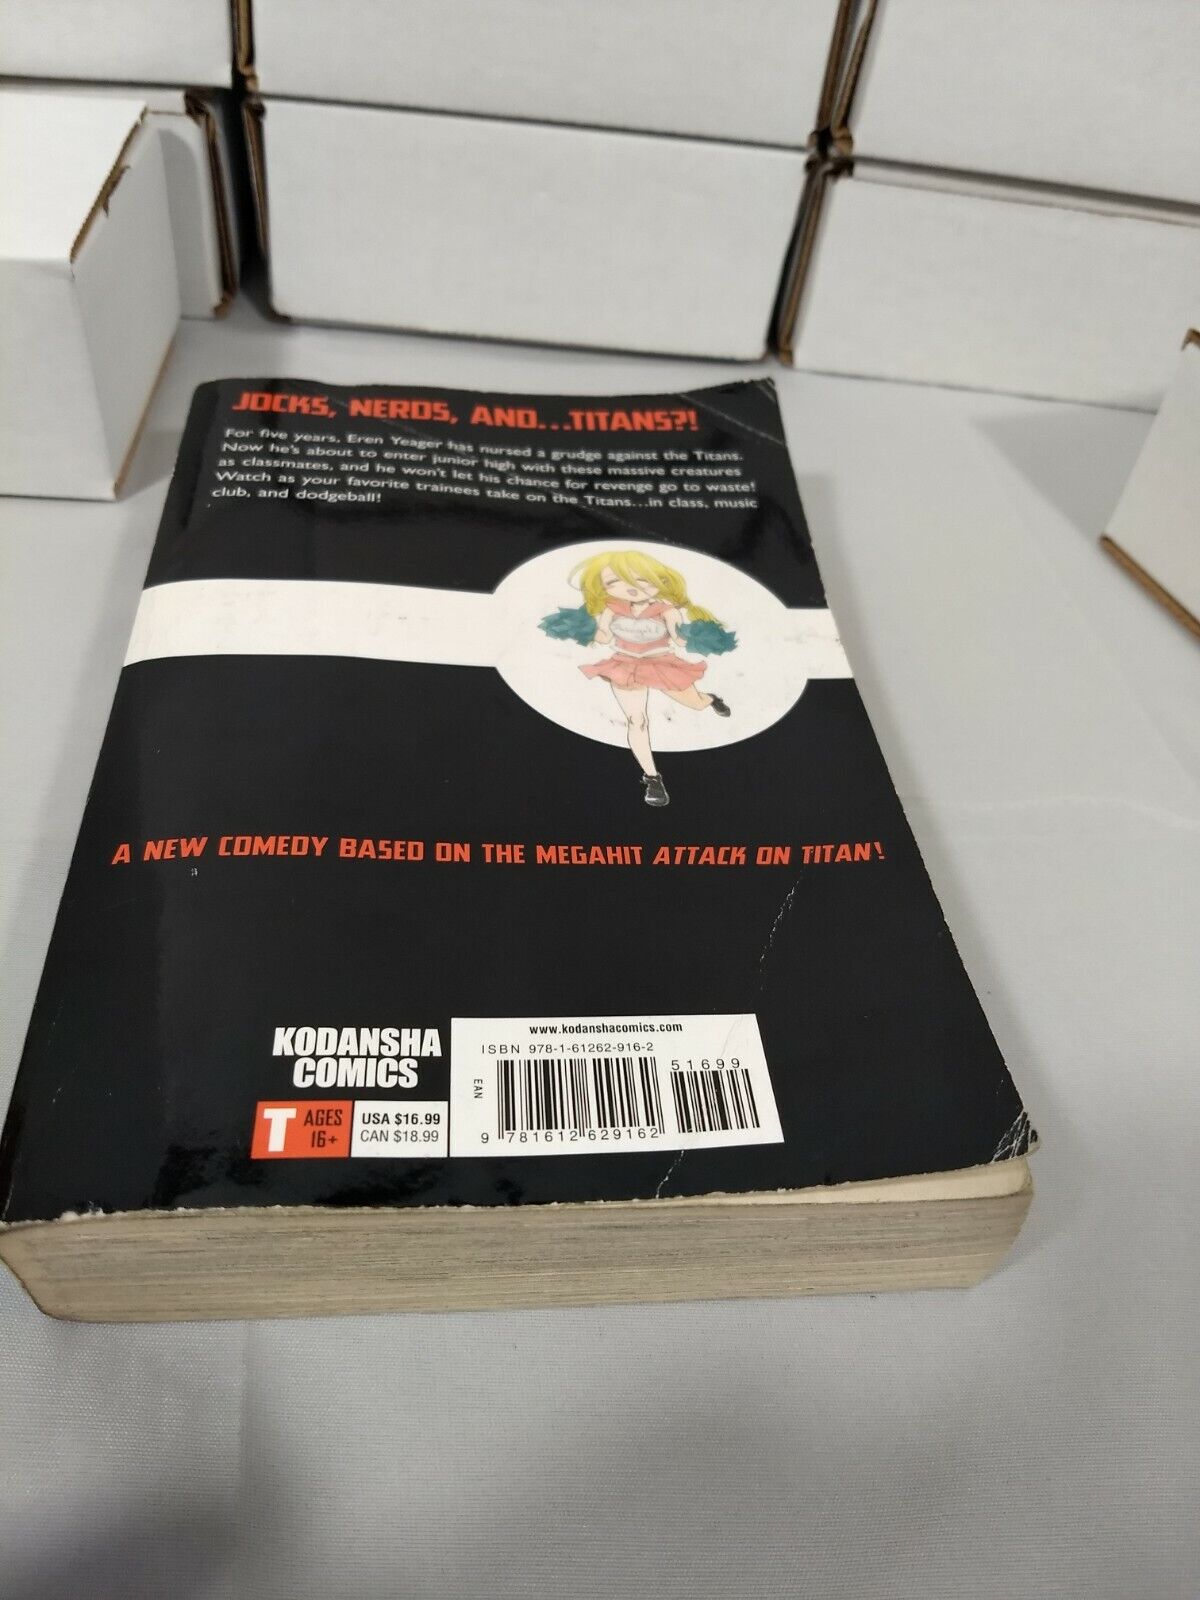 JOCKS, NERDS, AND...TITANS?!
For five years, Eren Yeager has nursed a grudge against the Titans.
Now he's about to enter junior high with these massive creatures
as classmates, and he won't let his chance for revenge go to waste!
Watch as your favorite trainees take on the Titans...in class, music
club, and dodgeball!
A NEW COMEDY BASED ON THE MEGAHIT ATTACK ON TITAN!
KODANSHA
COMICS
T AGES
16+
USA $16.99
CAN $18.99
www.kodanshacomics.com
ISBN 978-1-61262-916-2
51699
EAN
9 781612 629162